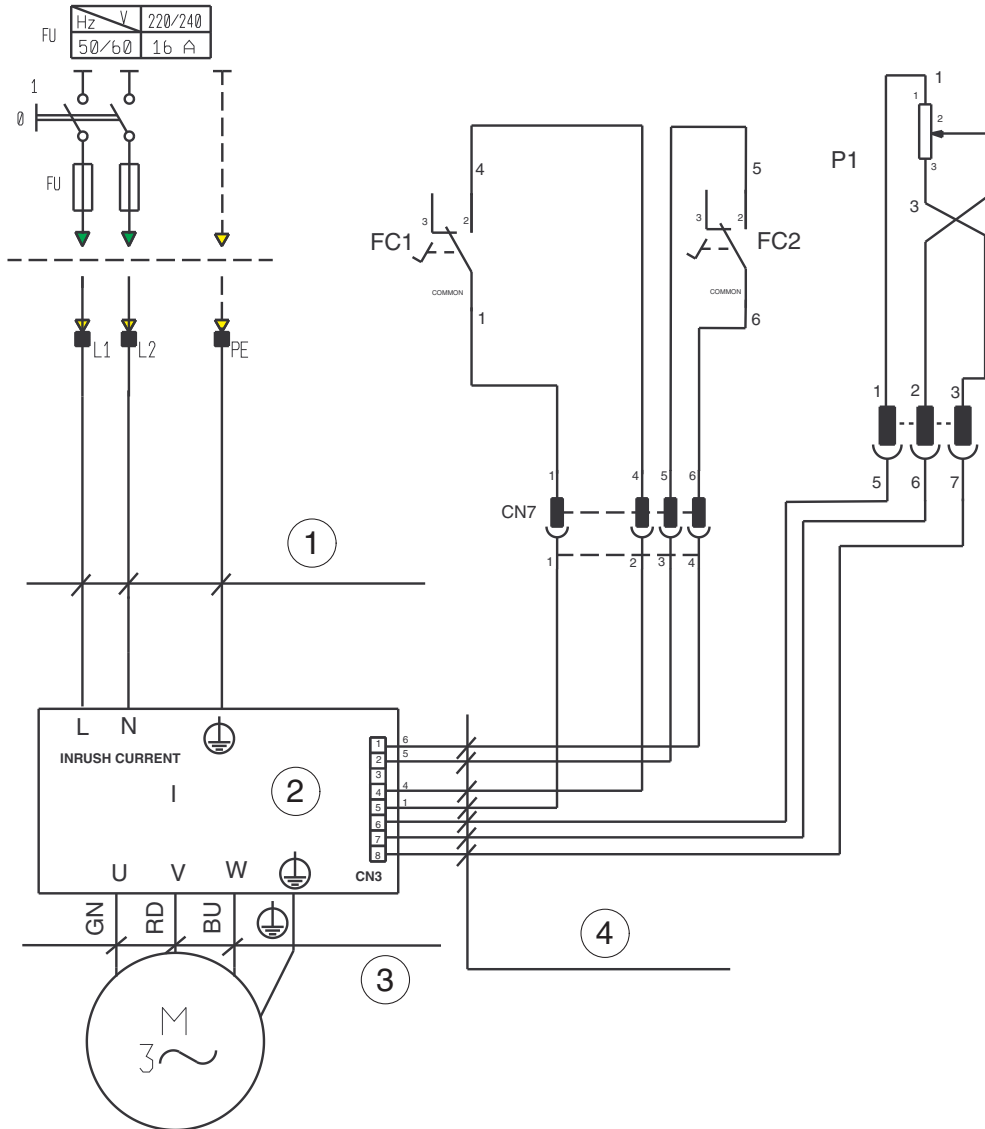 FU
Hz V 220/240
50/60 16 A
1
0
FU
L1 L2 PE
1
L N
INRUSH CURRENT
I
2
U V W
CN3
GN RD BU
3
M
3
4
4
3 2
FC1
COMMON
1
5
3 2
FC2
COMMON
6
1 4 5 6
CN7
1 2 3 4
1
1
2
P1
3
3
1 2 3
5 6 7
1 6
2 5
3
4 4
5 1
6
7
8